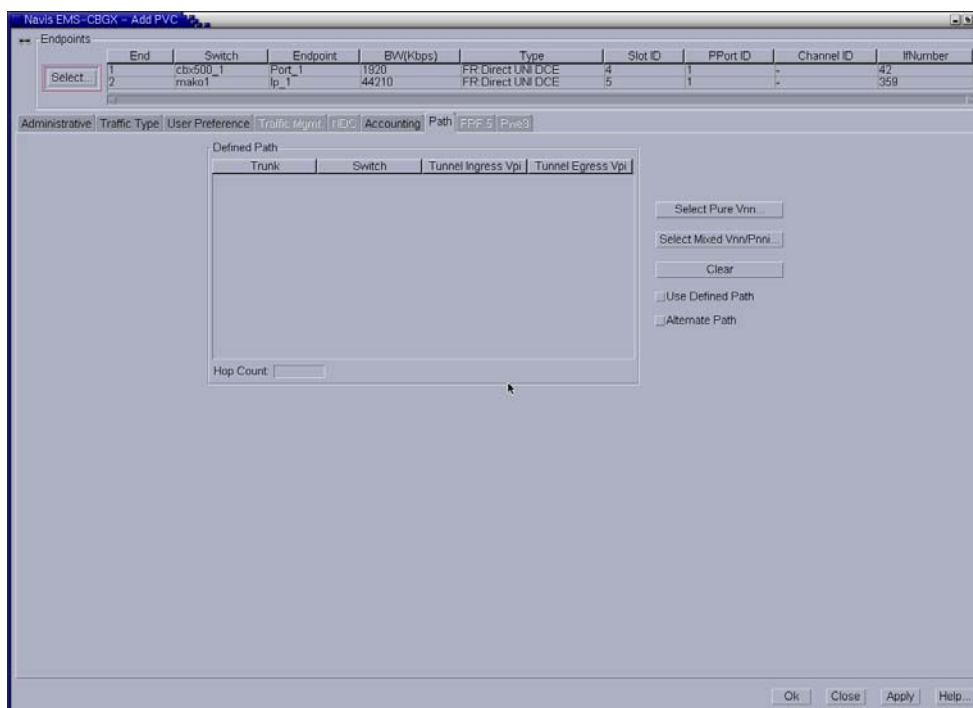 Navis EMS-CBGX - Add PVC
Endpoints
End Switch Endpoint BW(Kbps) Type Slot ID PPort ID Channel ID IfNumber
Select...
1 cbx500_1 Port_1 1920 FR:Direct UNI DCE 4 1 - 42
2 mako1 lp_1 44210 FR:Direct UNI DCE 5 1 - 359
Administrative Traffic Type User Preference Traffic Mgmt. NDC Accounting Path FRF.5 Pwe3
Defined Path
Trunk Switch Tunnel Ingress Vpi Tunnel Egress Vpi
Select Pure Vnn...
Select Mixed Vnn/Pnni...
Clear
Use Defined Path
Alternate Path
Hop Count:
Ok Close Apply Help...